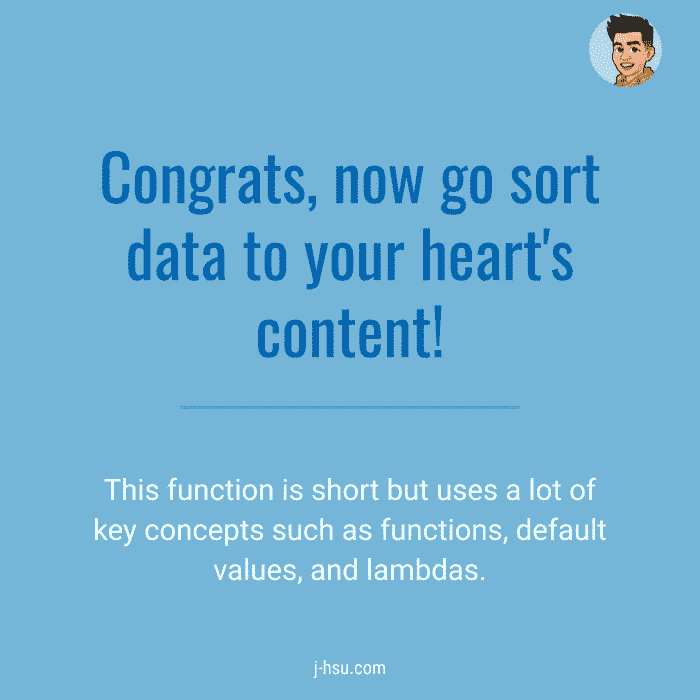 Congrats, now go sort
data to your heart's
content!
This function is short but uses a lot of
key concepts such as functions, default
values, and lambdas.
j-hsu.com